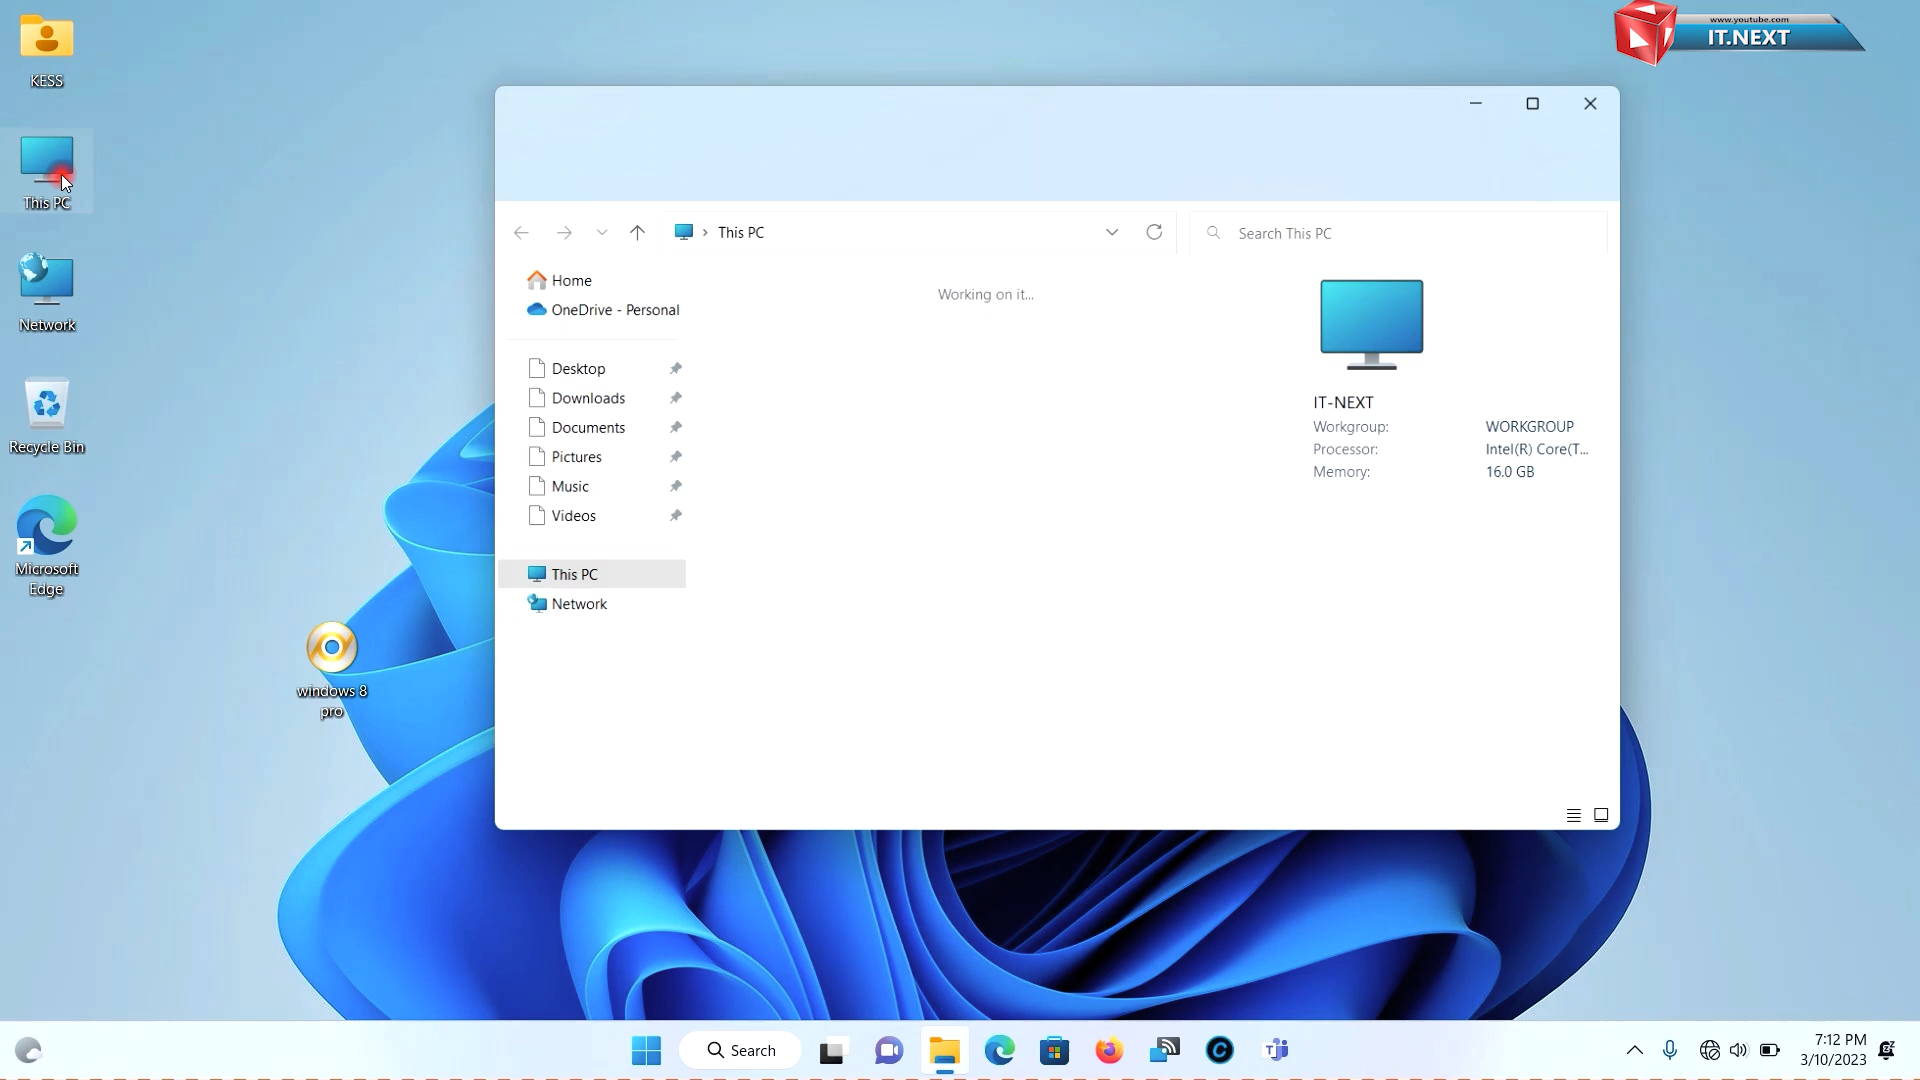 www.youtube.com
IT.NEXT
KESS
This PC
Network
Recycle Bin
Microsoft
Edge
windows 8
pro
This PC
Search This PC
Home
OneDrive - Personal
Desktop
Downloads
Documents
Pictures
Music
Videos
This PC
Network
Working on it...
IT-NEXT
Workgroup: WORKGROUP
Processor: Intel(R) Core(T...
Memory: 16.0 GB
Search
7:12 PM
3/10/2023